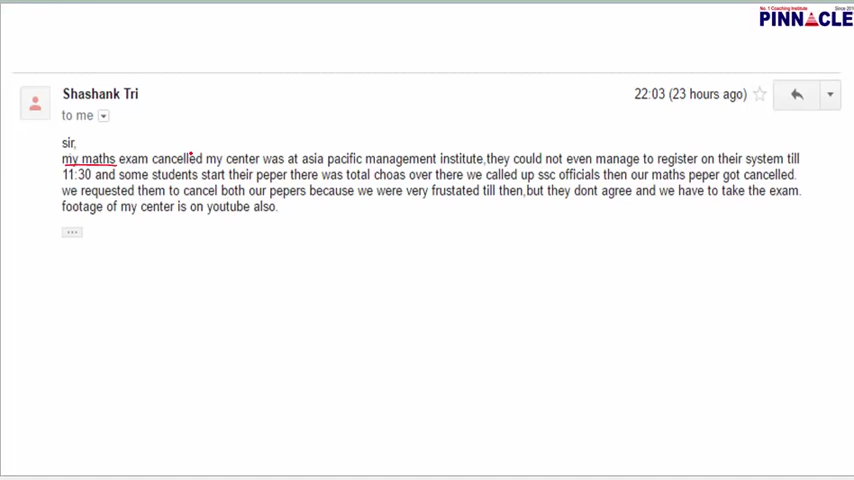 No. 1 Coaching Institute
PINNACLE
Shashank Tri
22:03 (23 hours ago)
to me
sir,
my maths exam cancelled my center was at asia pacific management institute,they could not even manage to register on their system till
11:30 and some students start their peper there was total choas over there we called up ssc officials then our maths peper got cancelled.
we requested them to cancel both our pepers because we were very frustated till then,but they dont agree and we have to take the exam.
footage of my center is on youtube also.